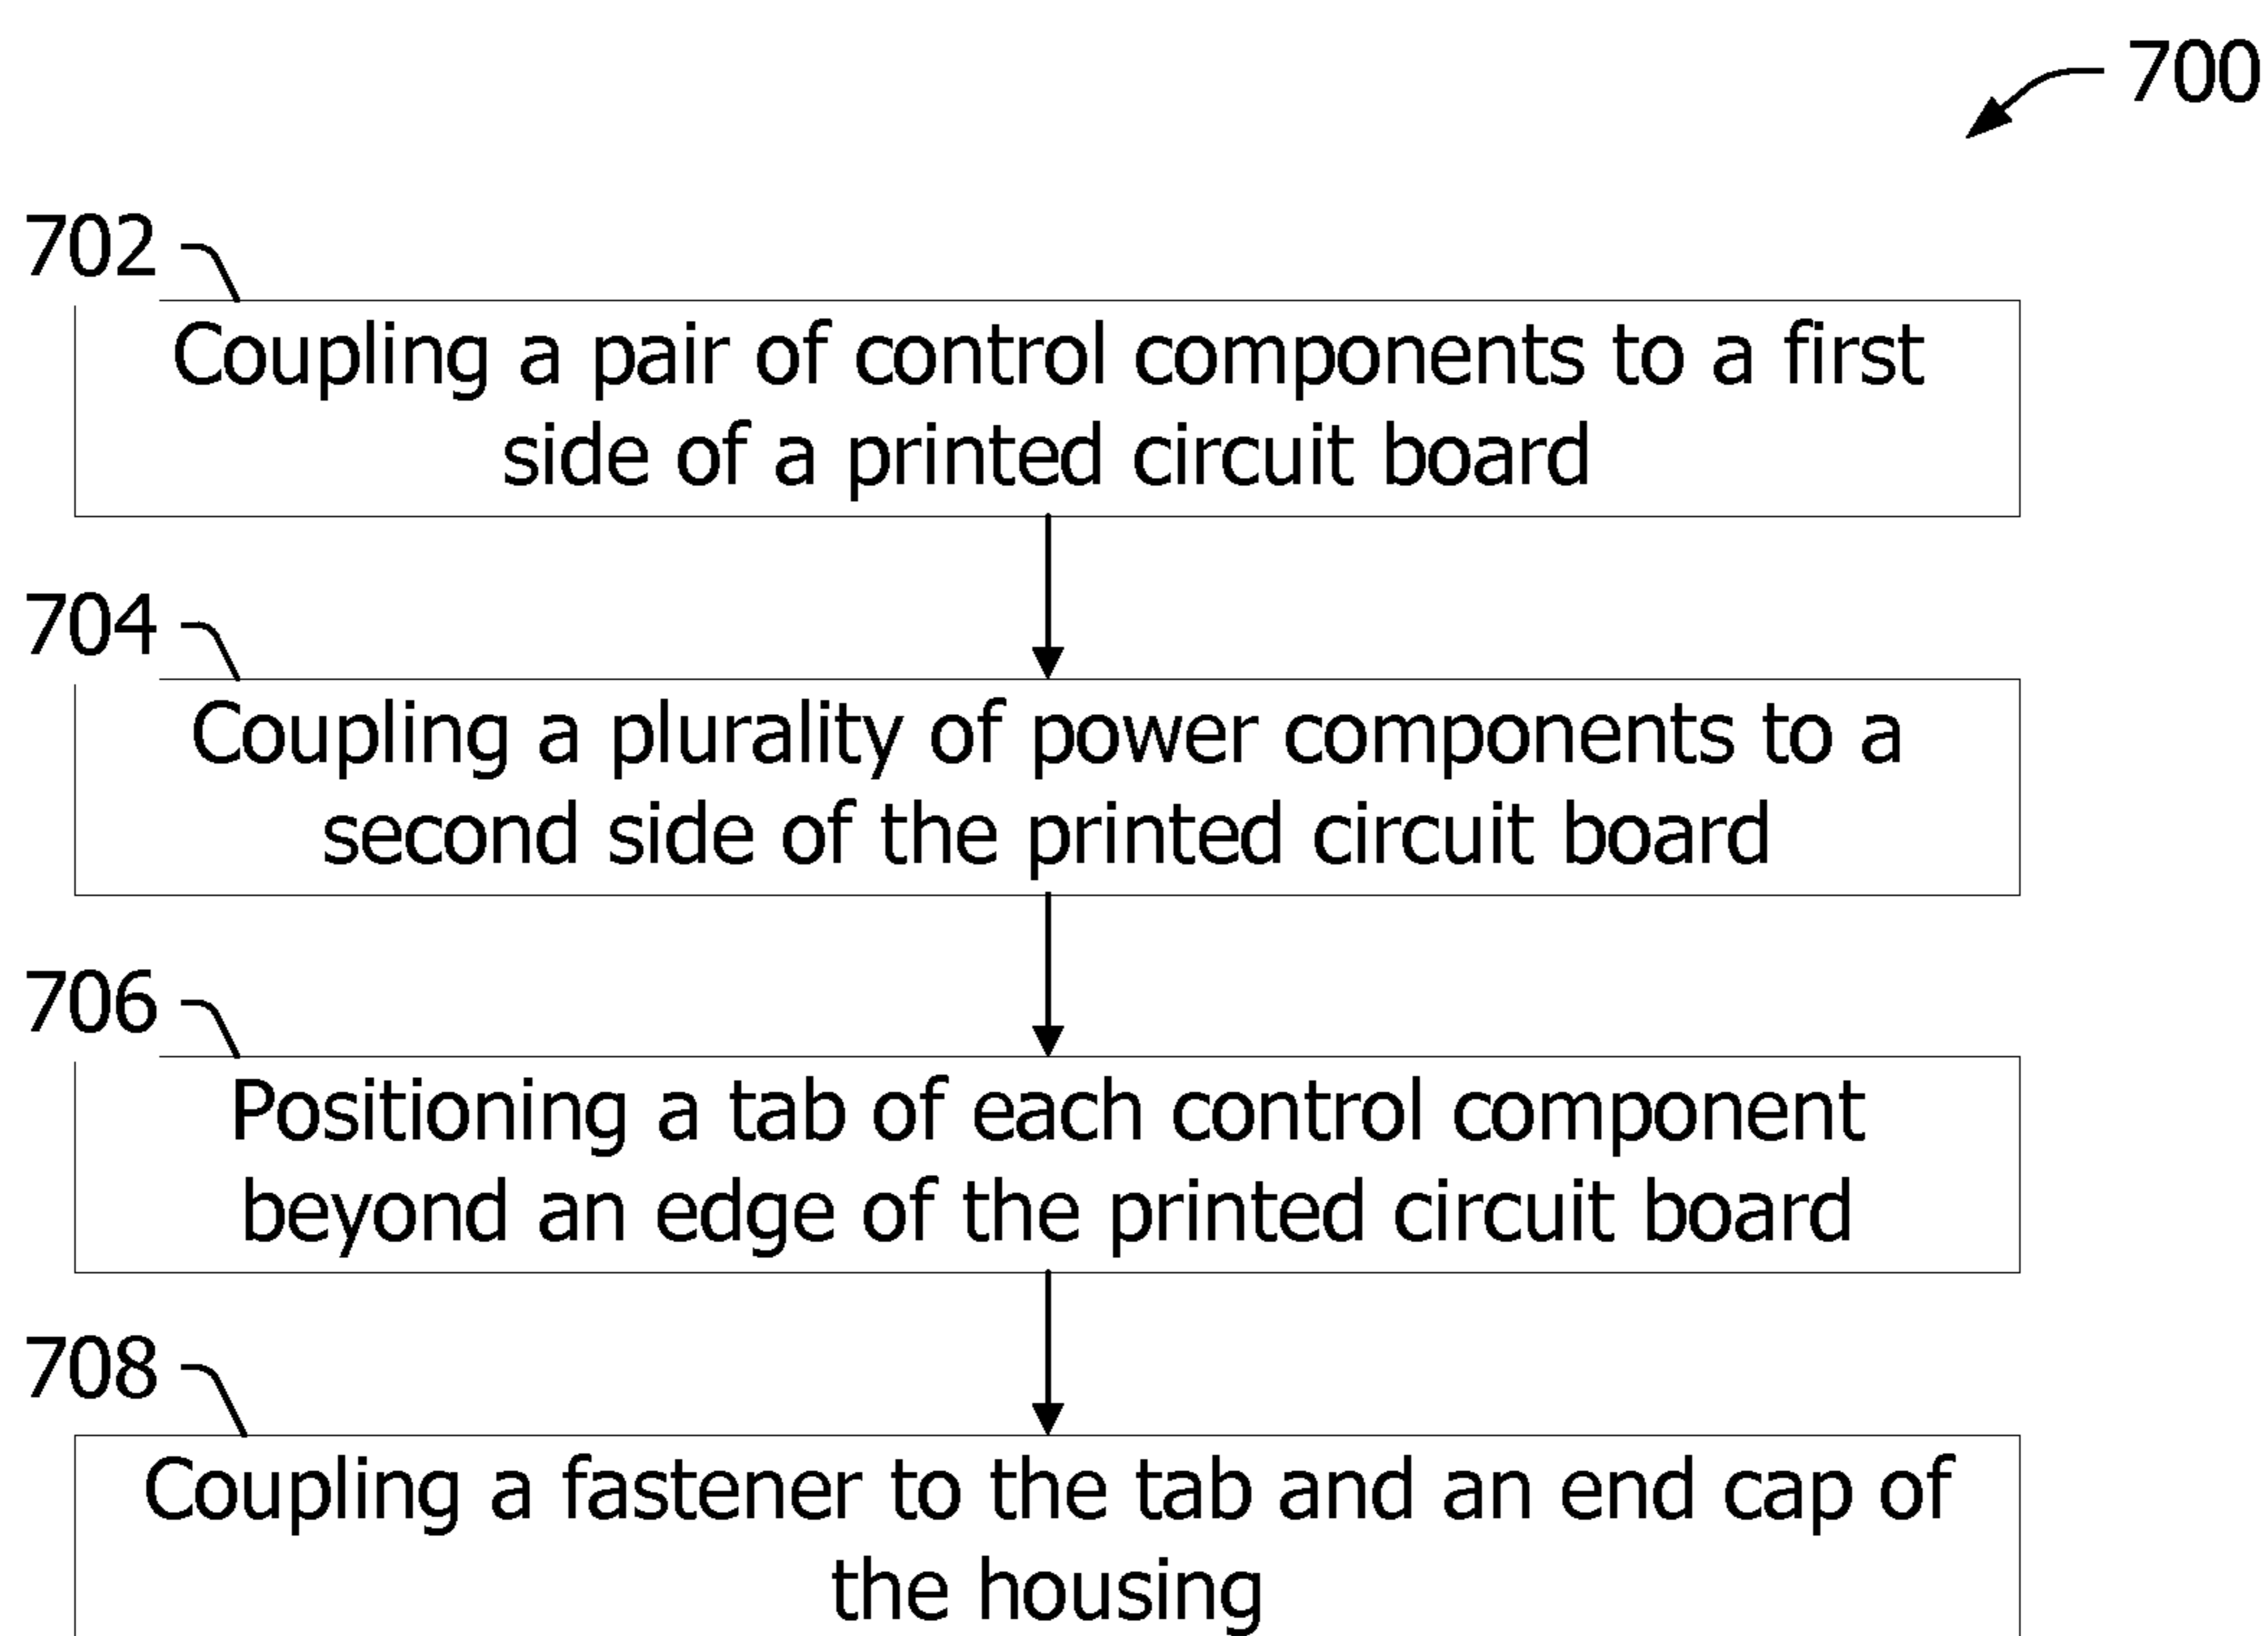 700
702
Coupling a pair of control components to a first
side of a printed circuit board
704
Coupling a plurality of power components to a
second side of the printed circuit board
706
Positioning a tab of each control component
beyond an edge of the printed circuit board
708
Coupling a fastener to the tab and an end cap of
the housing